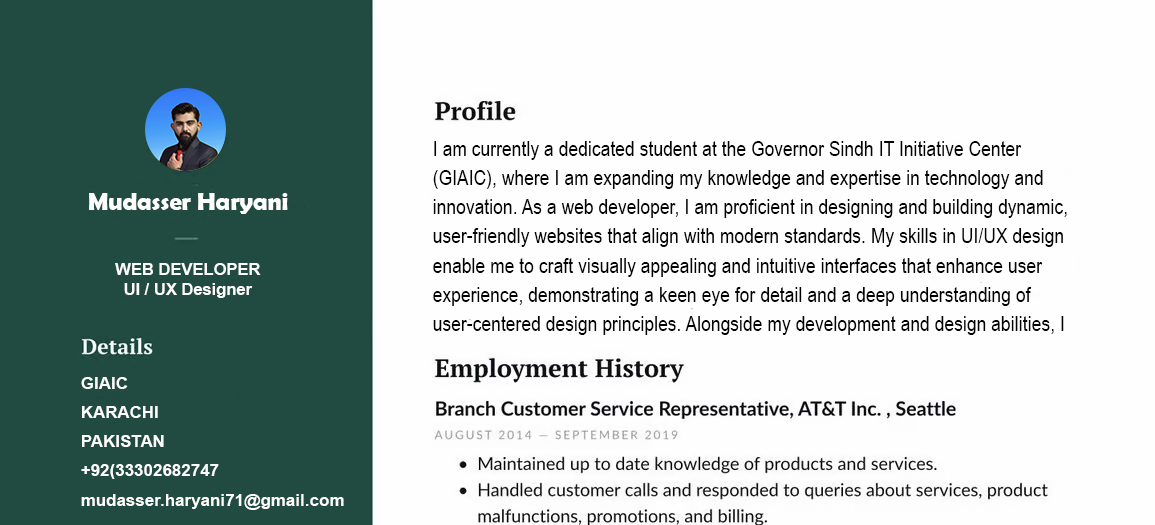 Mudasser Haryani
WEB DEVELOPER
UI / UX Designer
Details
GIAIC
KARACHI
PAKISTAN
+92(33302682747
mudasser.haryani71@gmail.com
Profile
I am currently a dedicated student at the Governor Sindh IT Initiative Center
(GIAIC), where I am expanding my knowledge and expertise in technology and
innovation. As a web developer, I am proficient in designing and building dynamic,
user-friendly websites that align with modern standards. My skills in UI/UX design
enable me to craft visually appealing and intuitive interfaces that enhance user
experience, demonstrating a keen eye for detail and a deep understanding of
user-centered design principles. Alongside my development and design abilities, I
Employment History
Branch Customer Service Representative, AT&T Inc. , Seattle
AUGUST 2014 — SEPTEMBER 2019
• Maintained up to date knowledge of products and services.
• Handled customer calls and responded to queries about services, product
malfunctions, promotions, and billing.